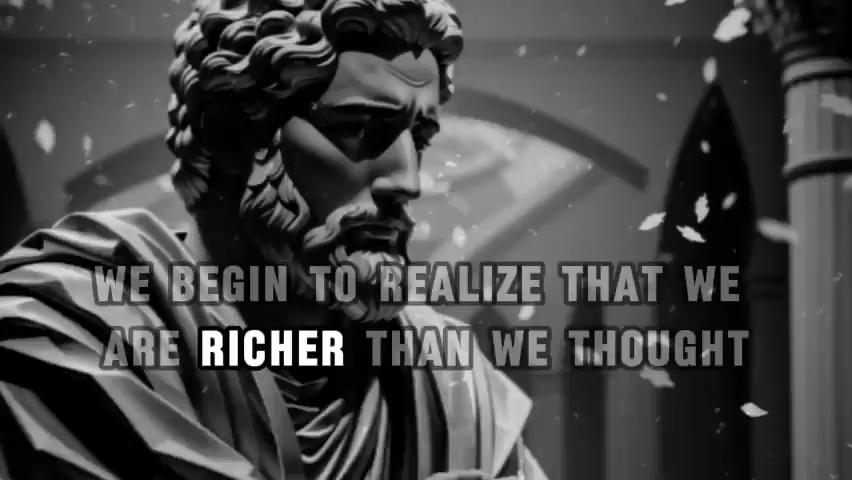 WE BEGIN TO REALIZE THAT WE
ARE RICHER THAN WE THOUGHT